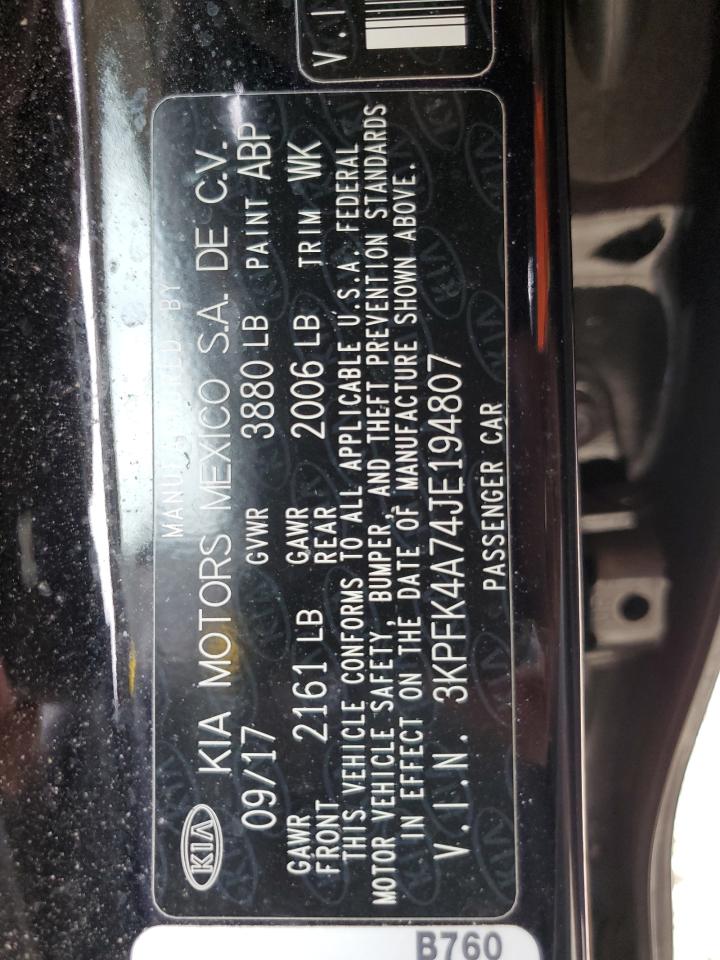 V.I
MANUFACTURED BY
KIA KIA MOTORS MEXICO S.A. DE C.V.
09/17 GVWR 3880 LB PAINT ABP
GAWR FRONT 2161 LB GAWR REAR 2006 LB TRIM WK
THIS VEHICLE CONFORMS TO ALL APPLICABLE U.S.A. FEDERAL
MOTOR VEHICLE SAFETY, BUMPER, AND THEFT PREVENTION STANDARDS
IN EFFECT ON THE DATE OF MANUFACTURE SHOWN ABOVE.
V.I.N. 3KPFK4A74JE194807
PASSENGER CAR
B760